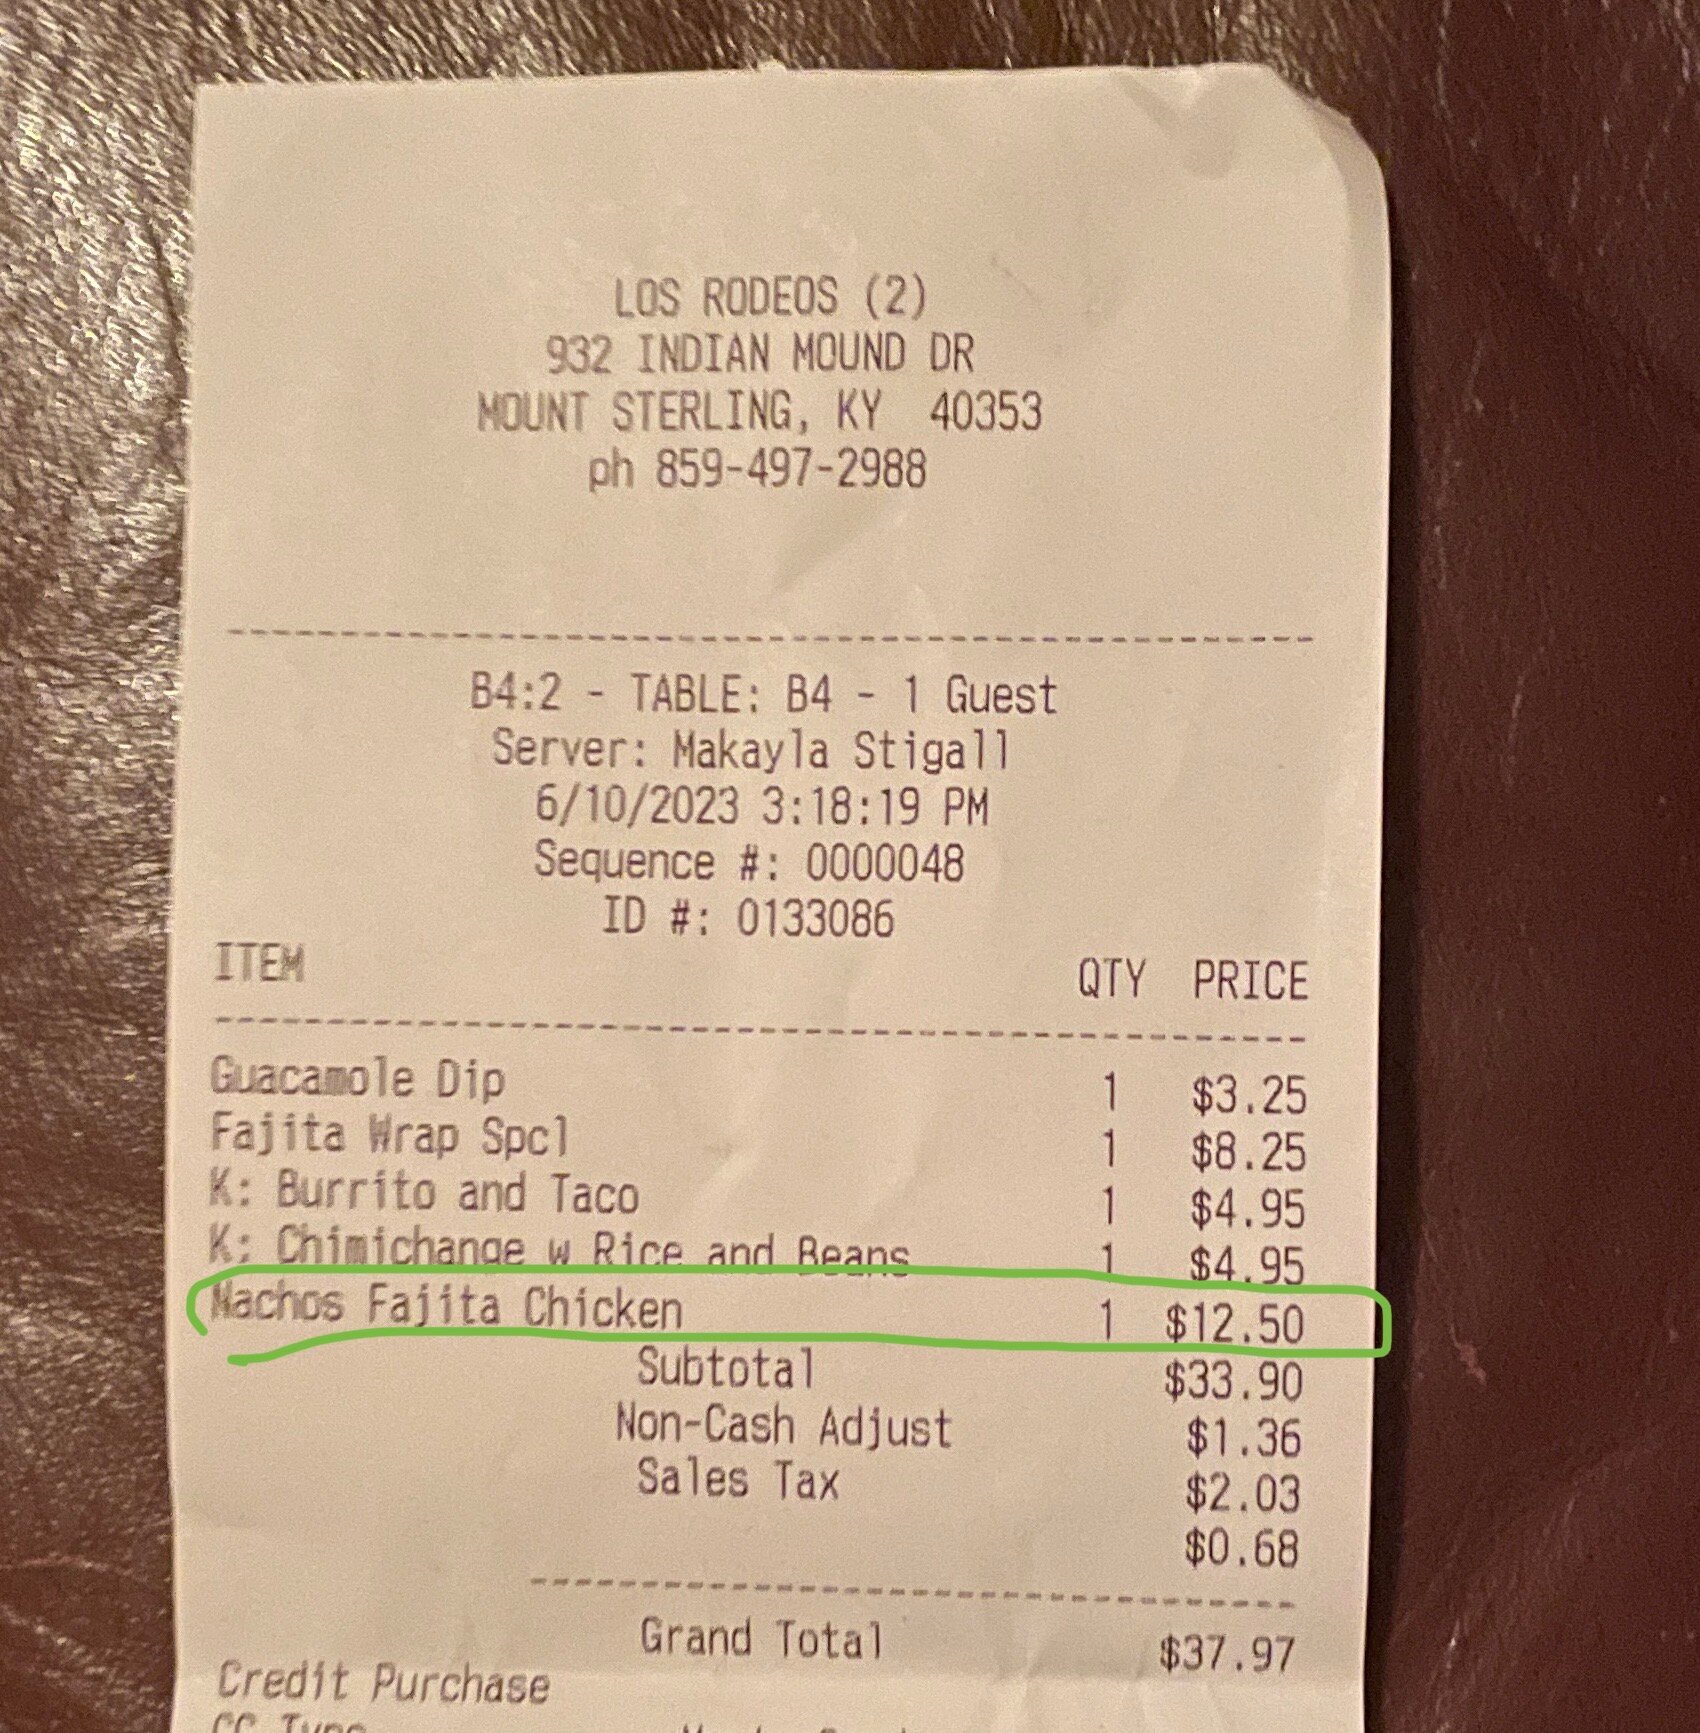 LOS RODEOS (2)
932 INDIAN MOUND DR
MOUNT STERLING, KY 40353
ph 859-497-2988
B4:2 - TABLE: B4 - 1 Guest
Server: Makayla Stigall
6/10/2023 3:18:19 PM
Sequence #: 0000048
ID #: 0133086
ITEM QTY PRICE
Guacamole Dip 1 $3.25
Fajita Wrap Spcl 1 $8.25
K: Burrito and Taco 1 $4.95
K: Chimichange w Rice and Beans 1 $4.95
Nachos Fajita Chicken 1 $12.50
Subtotal $33.90
Non-Cash Adjust $1.36
Sales Tax $2.03
$0.68
Grand Total $37.97
Credit Purchase
CC Type